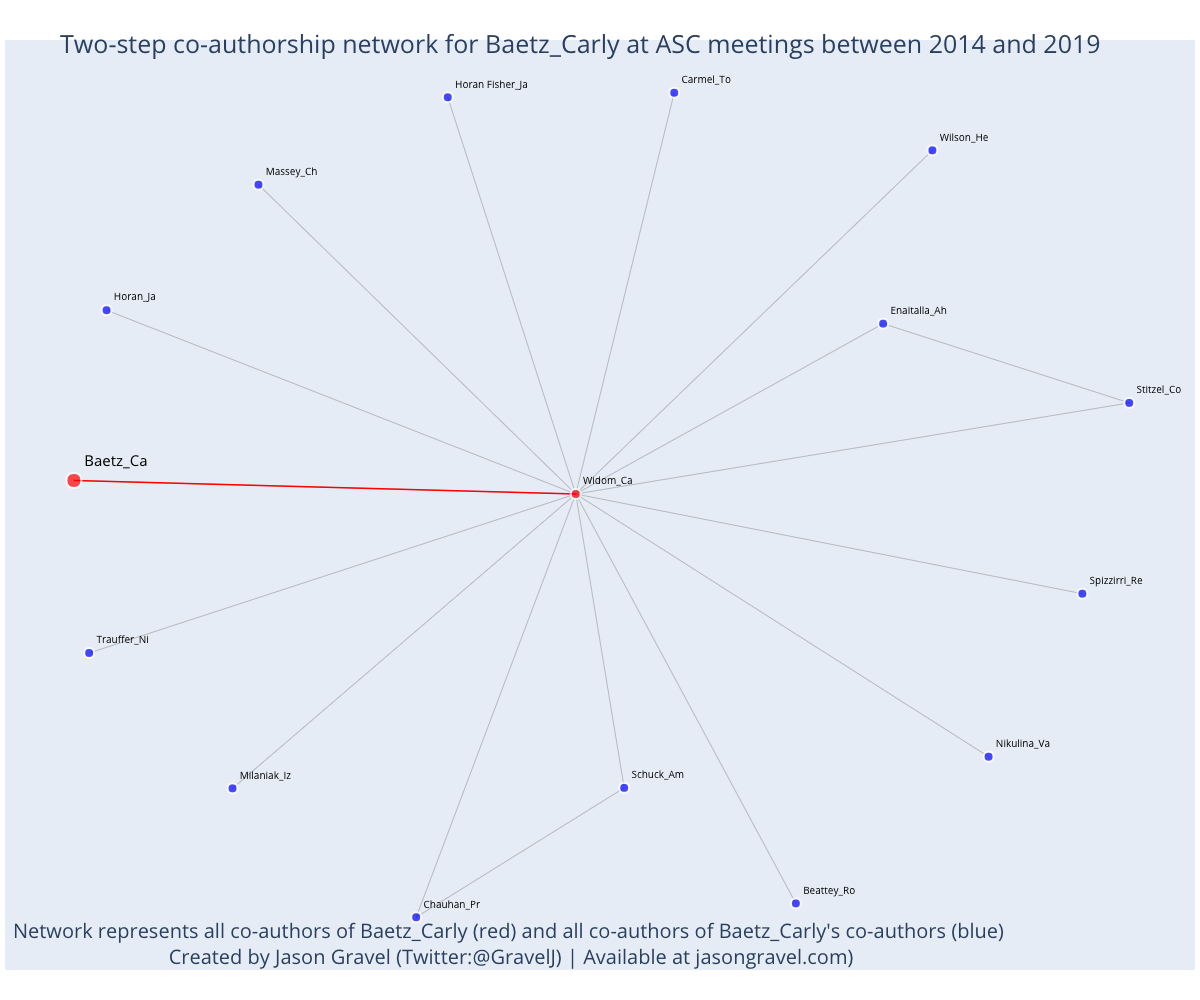 Two-step co-authorship network for Baetz_Carly at ASC meetings between 2014 and 2019
Carmel_To
Horan Fisher_Ja
Wilson_He
Massey_Ch
Horan_Ja
Enaitalla_Ah
Stitzel_Co
Baetz_Ca
Widom_Ca
Spizzirri_Re
Trauffer_Ni
Nikulina_Va
Schuck_Am
Milaniak_Iz
Beattey_Ro
Chauhan_Pr
Network represents all co-authors of Baetz_Carly (red) and all co-authors of Baetz_Carly's co-authors (blue)
Created by Jason Gravel (Twitter:@GravelJ) | Available at jasongravel.com)